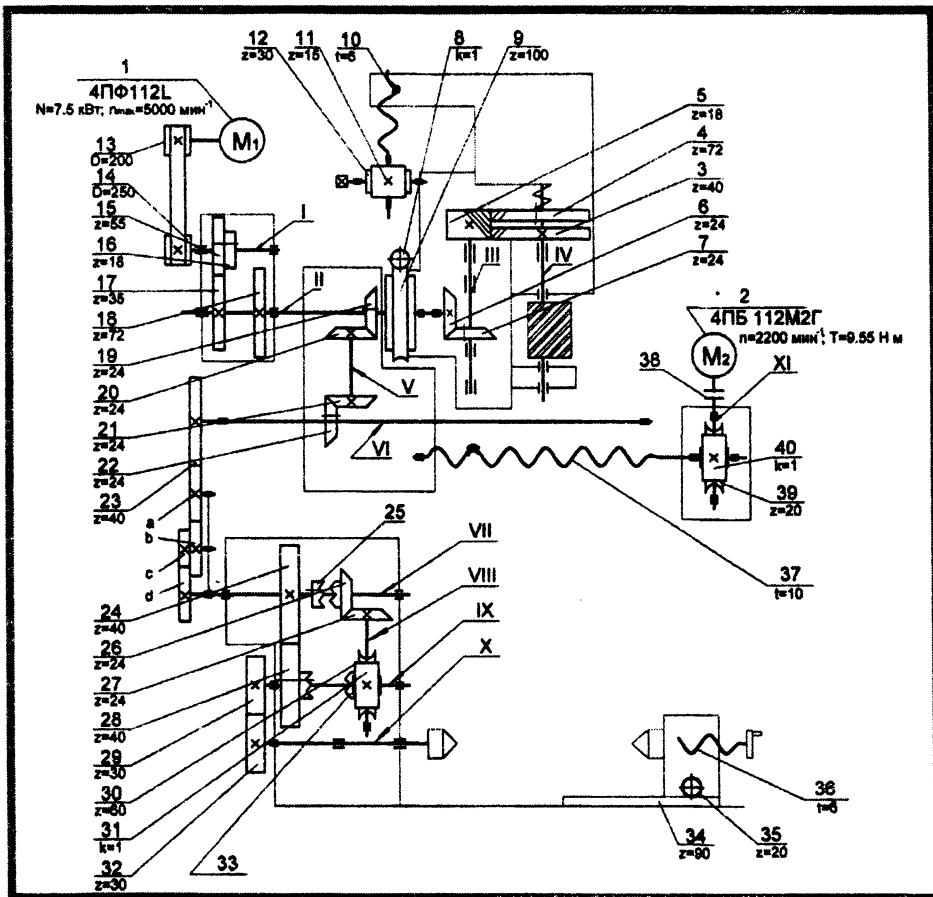 1
4ПФ112L
N=7.5 кВт; nmax=5000 мин⁻¹
M₁
12
z=30
11
z=15
10
t=6
8
k=1
9
z=100
5
z=18
4
z=72
3
z=40
6
z=24
7
z=24
13
D=200
14
D=250
15
z=55
16
z=18
17
z=35
18
z=72
19
z=24
20
z=24
21
z=24
22
z=24
23
z=40
a
b
c
d
24
z=40
26
z=24
27
z=24
28
z=40
29
z=30
30
z=60
31
k=1
32
z=30
33
I
II
III
IV
V
VI
2
4ПБ 112М2Г
n=2200 мин⁻¹; T=9.55 Н м
M₂
38
XI
40
k=1
39
z=20
37
t=10
25
VII
VIII
IX
X
36
t=6
34
z=90
35
z=20